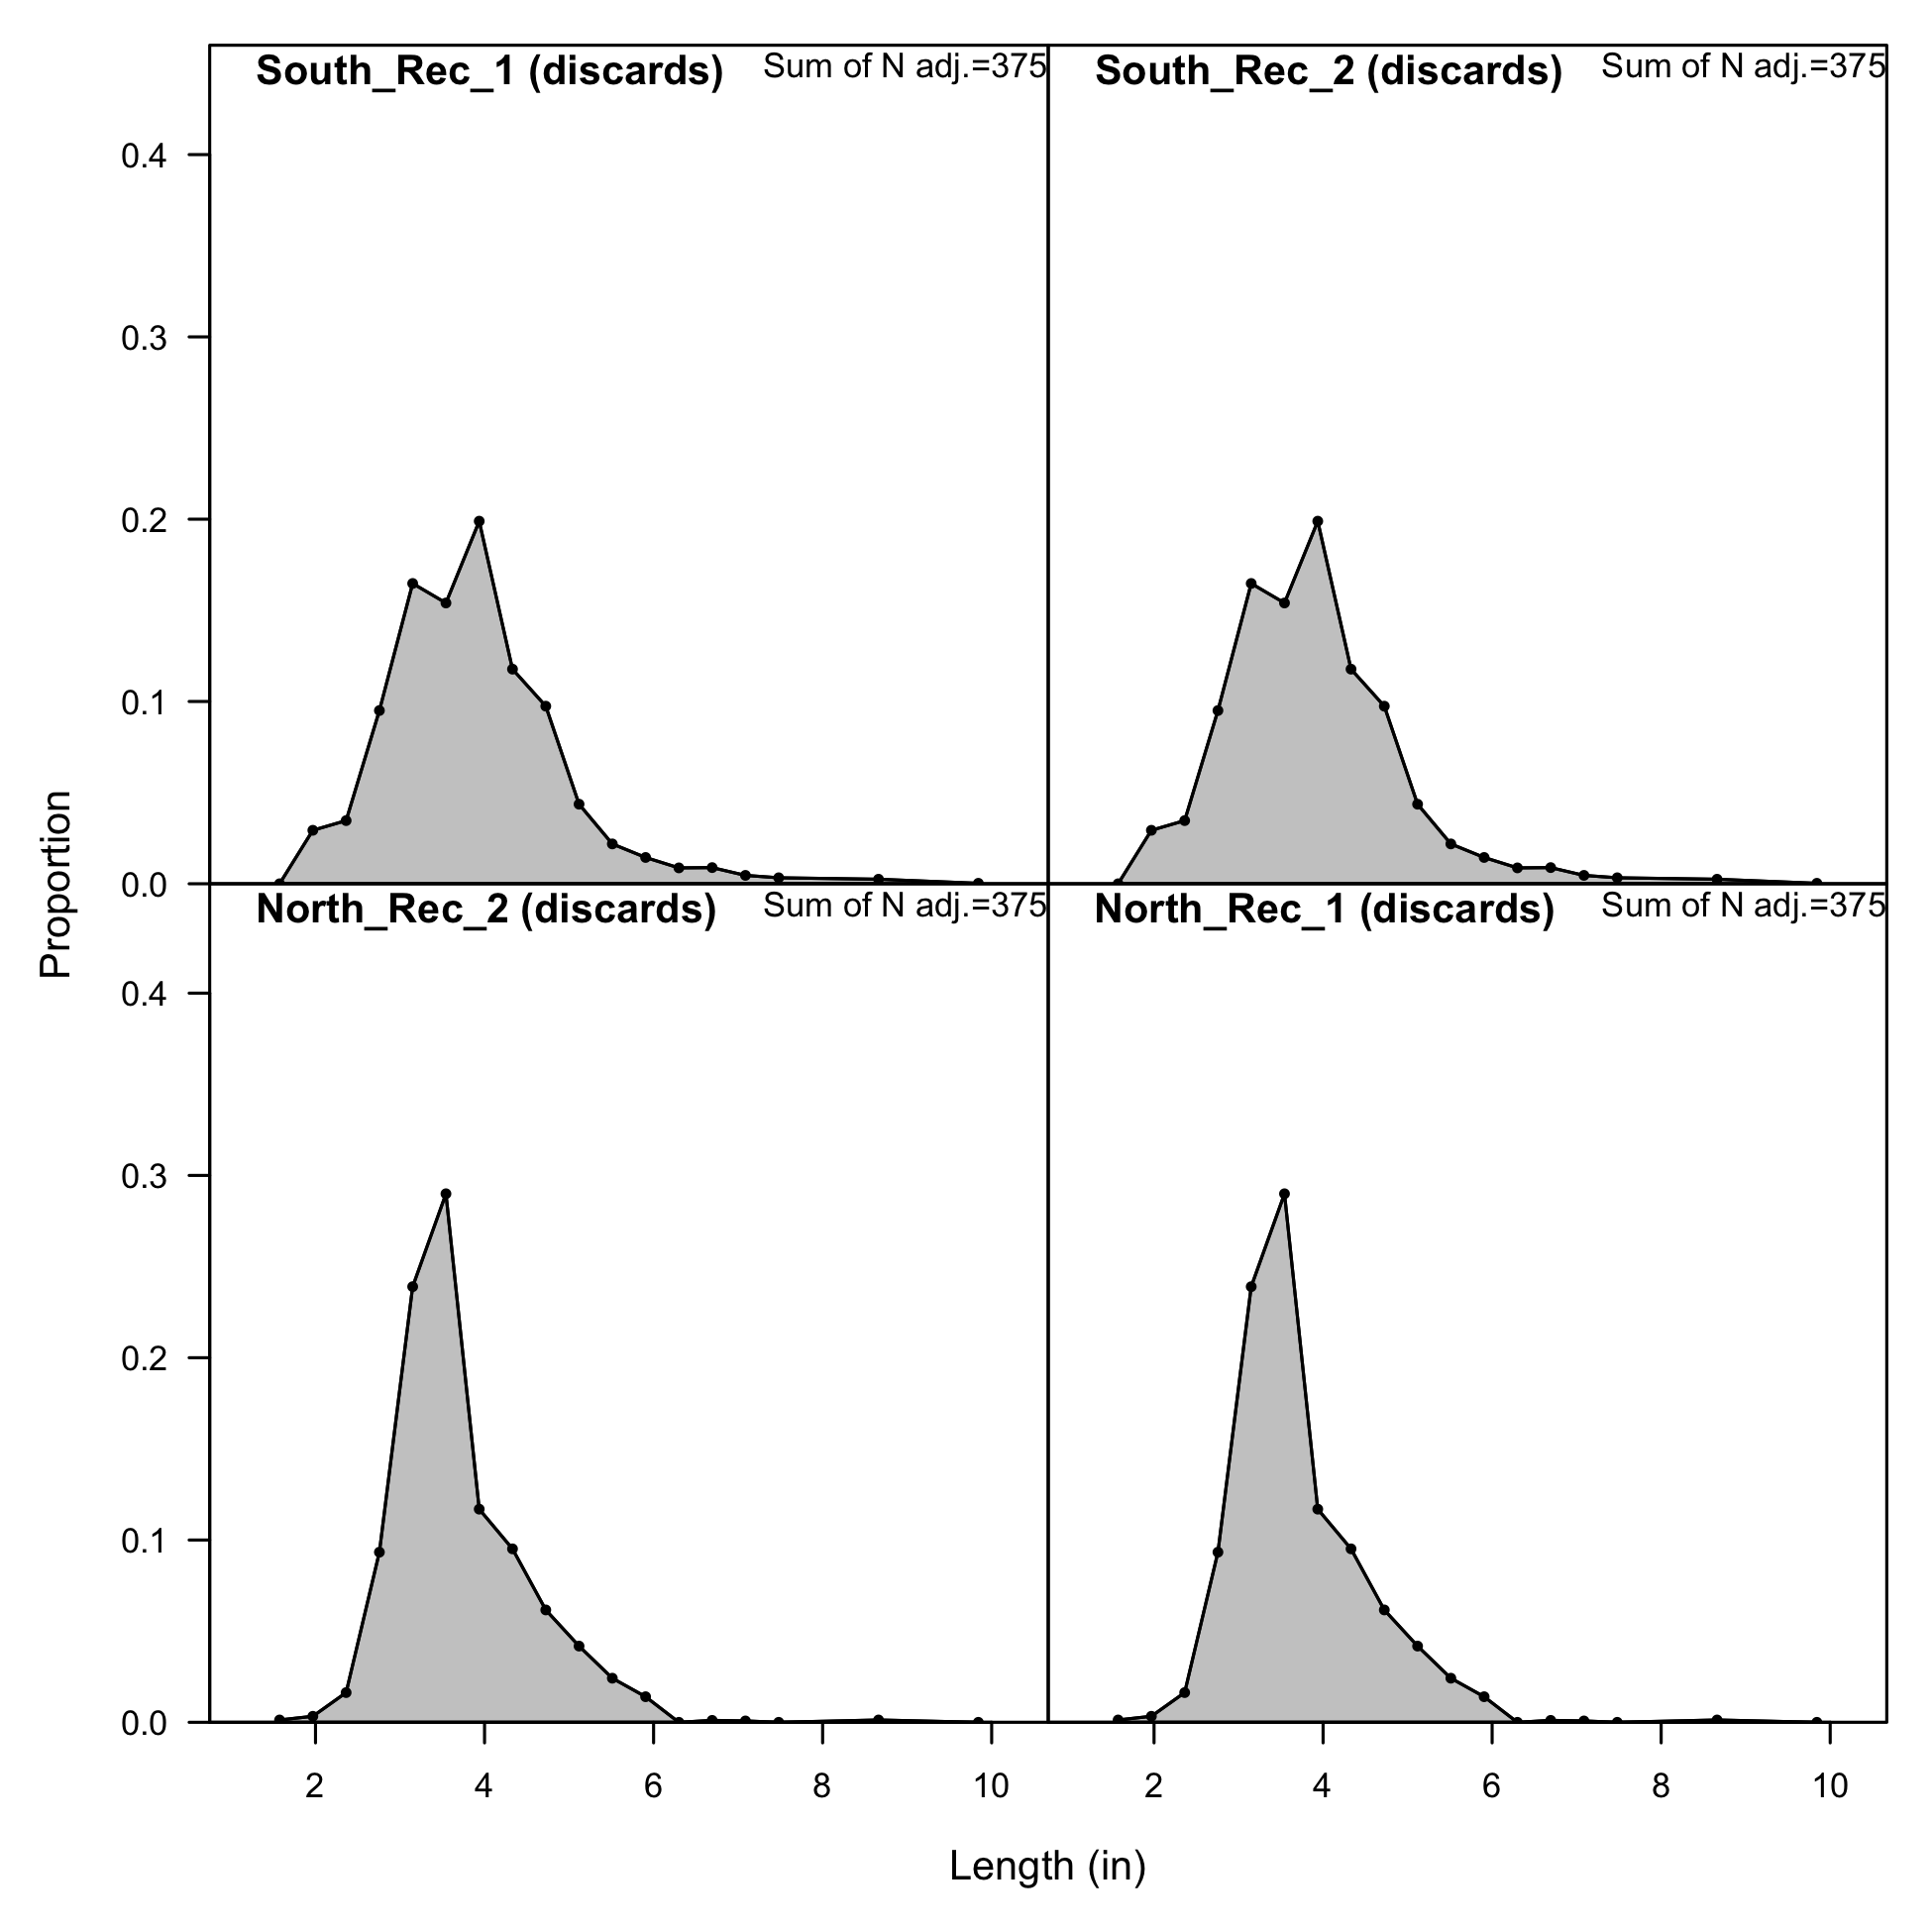 South_Rec_1 (discards) Sum of N adj.=375
South_Rec_2 (discards) Sum of N adj.=375
0.4
0.3
0.2
0.1
0.0
North_Rec_2 (discards) Sum of N adj.=375
North_Rec_1 (discards) Sum of N adj.=375
0.4
0.3
0.2
0.1
0.0
Proportion
2 4 6 8 10
2 4 6 8 10
Length (in)